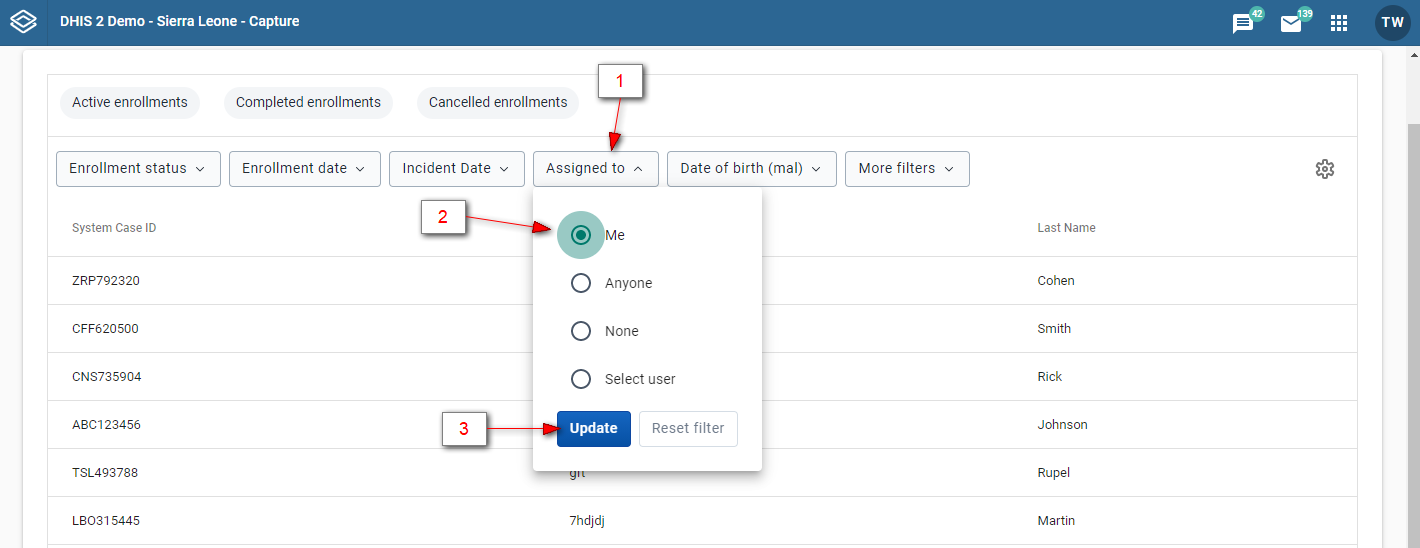 DHIS 2 Demo - Sierra Leone - Capture
42
139
TW
1
Active enrollments
Completed enrollments
Cancelled enrollments
Enrollment status
Enrollment date
Incident Date
Assigned to
Date of birth (mal)
More filters
2
Me
Anyone
None
Select user
3
Update
Reset filter
System Case ID
Last Name
ZRP792320
Cohen
CFF620500
Smith
CNS735904
Rick
ABC123456
Johnson
TSL493788
Rupel
LBO315445
7hdjdj
Martin